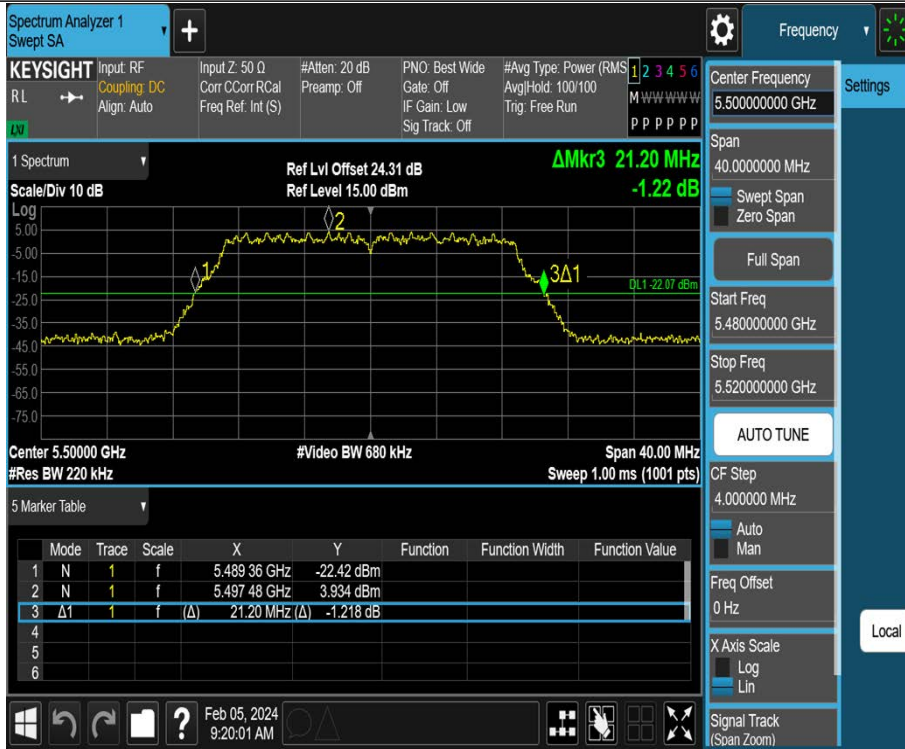 Spectrum Analyzer 1
Swept SA
+
Frequency
KEYSIGHT
RL
LXI
Input: RF
Coupling: DC
Align: Auto
Input Z: 50 Ω
Corr CCorr RCal
Freq Ref: Int (S)
#Atten: 20 dB
Preamp: Off
PNO: Best Wide
Gate: Off
IF Gain: Low
Sig Track: Off
#Avg Type: Power (RMS
Avg|Hold: 100/100
Trig: Free Run
1 2 3 4 5 6
M W W W W W
P P P P P P
1 Spectrum
Scale/Div 10 dB
Ref Lvl Offset 24.31 dB
Ref Level 15.00 dBm
ΔMkr3 21.20 MHz
-1.22 dB
Log
5.00
-5.00
-15.0
-25.0
-35.0
-45.0
-55.0
-65.0
-75.0
1
2
3Δ1
DL1 -22.07 dBm
Center 5.50000 GHz
#Res BW 220 kHz
#Video BW 680 kHz
Span 40.00 MHz
Sweep 1.00 ms (1001 pts)
5 Marker Table
Mode Trace Scale X Y Function Function Width Function Value
1 N 1 f 5.489 36 GHz -22.42 dBm
2 N 1 f 5.497 48 GHz 3.934 dBm
3 Δ1 1 f (Δ) 21.20 MHz (Δ) -1.218 dB
4
5
6
?
Feb 05, 2024
9:20:01 AM
Center Frequency
5.500000000 GHz
Span
40.0000000 MHz
Swept Span
Zero Span
Full Span
Start Freq
5.480000000 GHz
Stop Freq
5.520000000 GHz
AUTO TUNE
CF Step
4.000000 MHz
Auto
Man
Freq Offset
0 Hz
X Axis Scale
Log
Lin
Signal Track
(Span Zoom)
Settings
Local